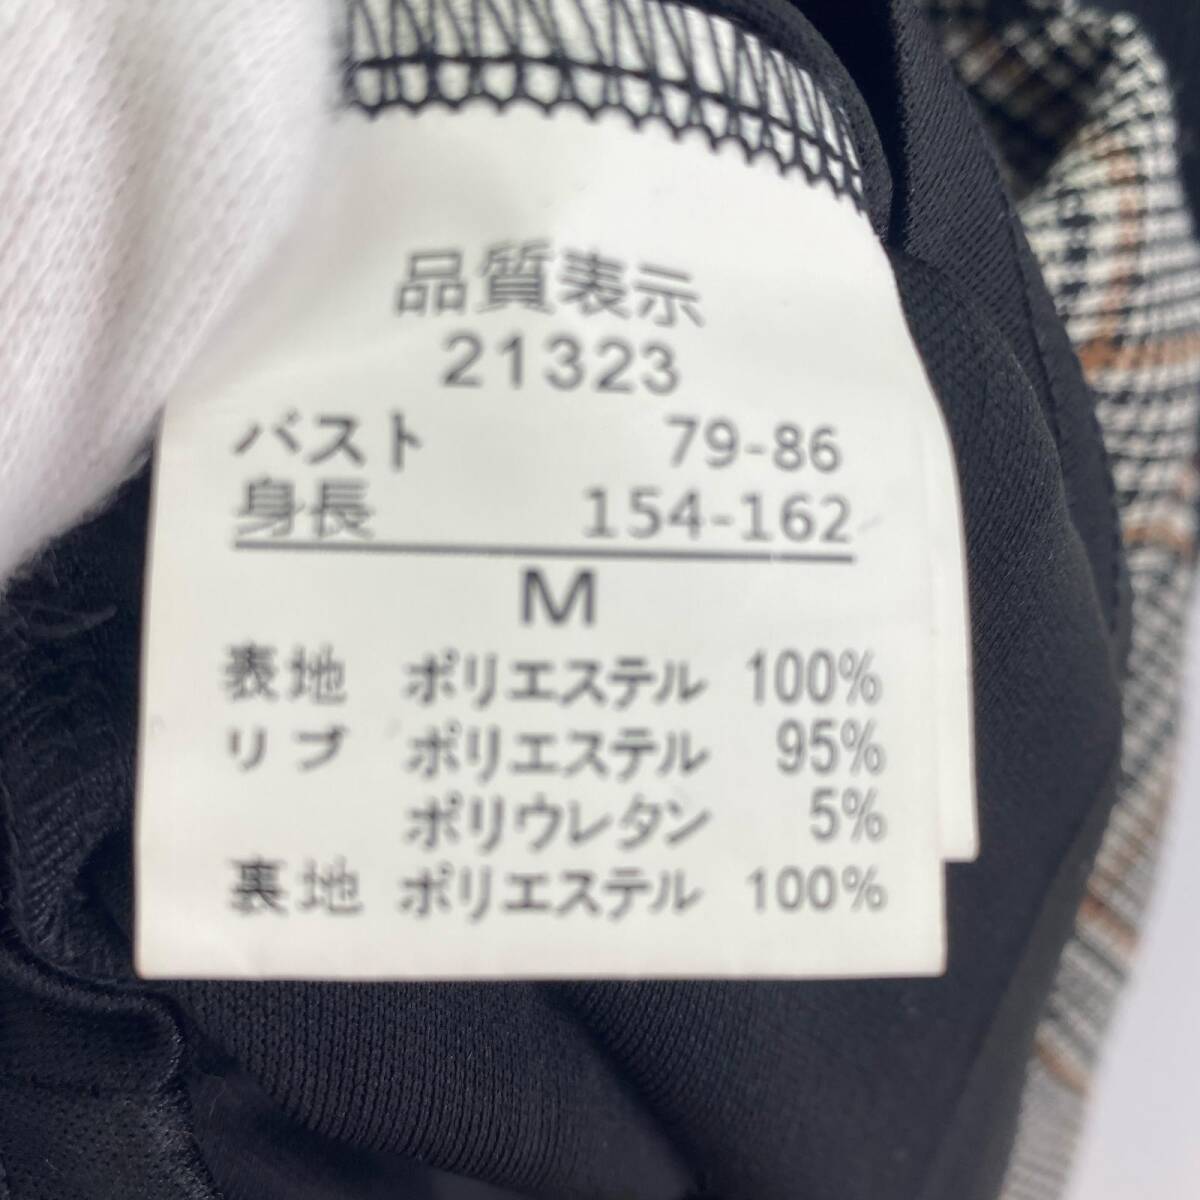 品質表示
21323
バスト 79-86
身長 154-162
M
表地 ポリエステル 100%
リブ ポリエステル 95%
ポリウレタン 5%
裏地 ポリエステル 100%